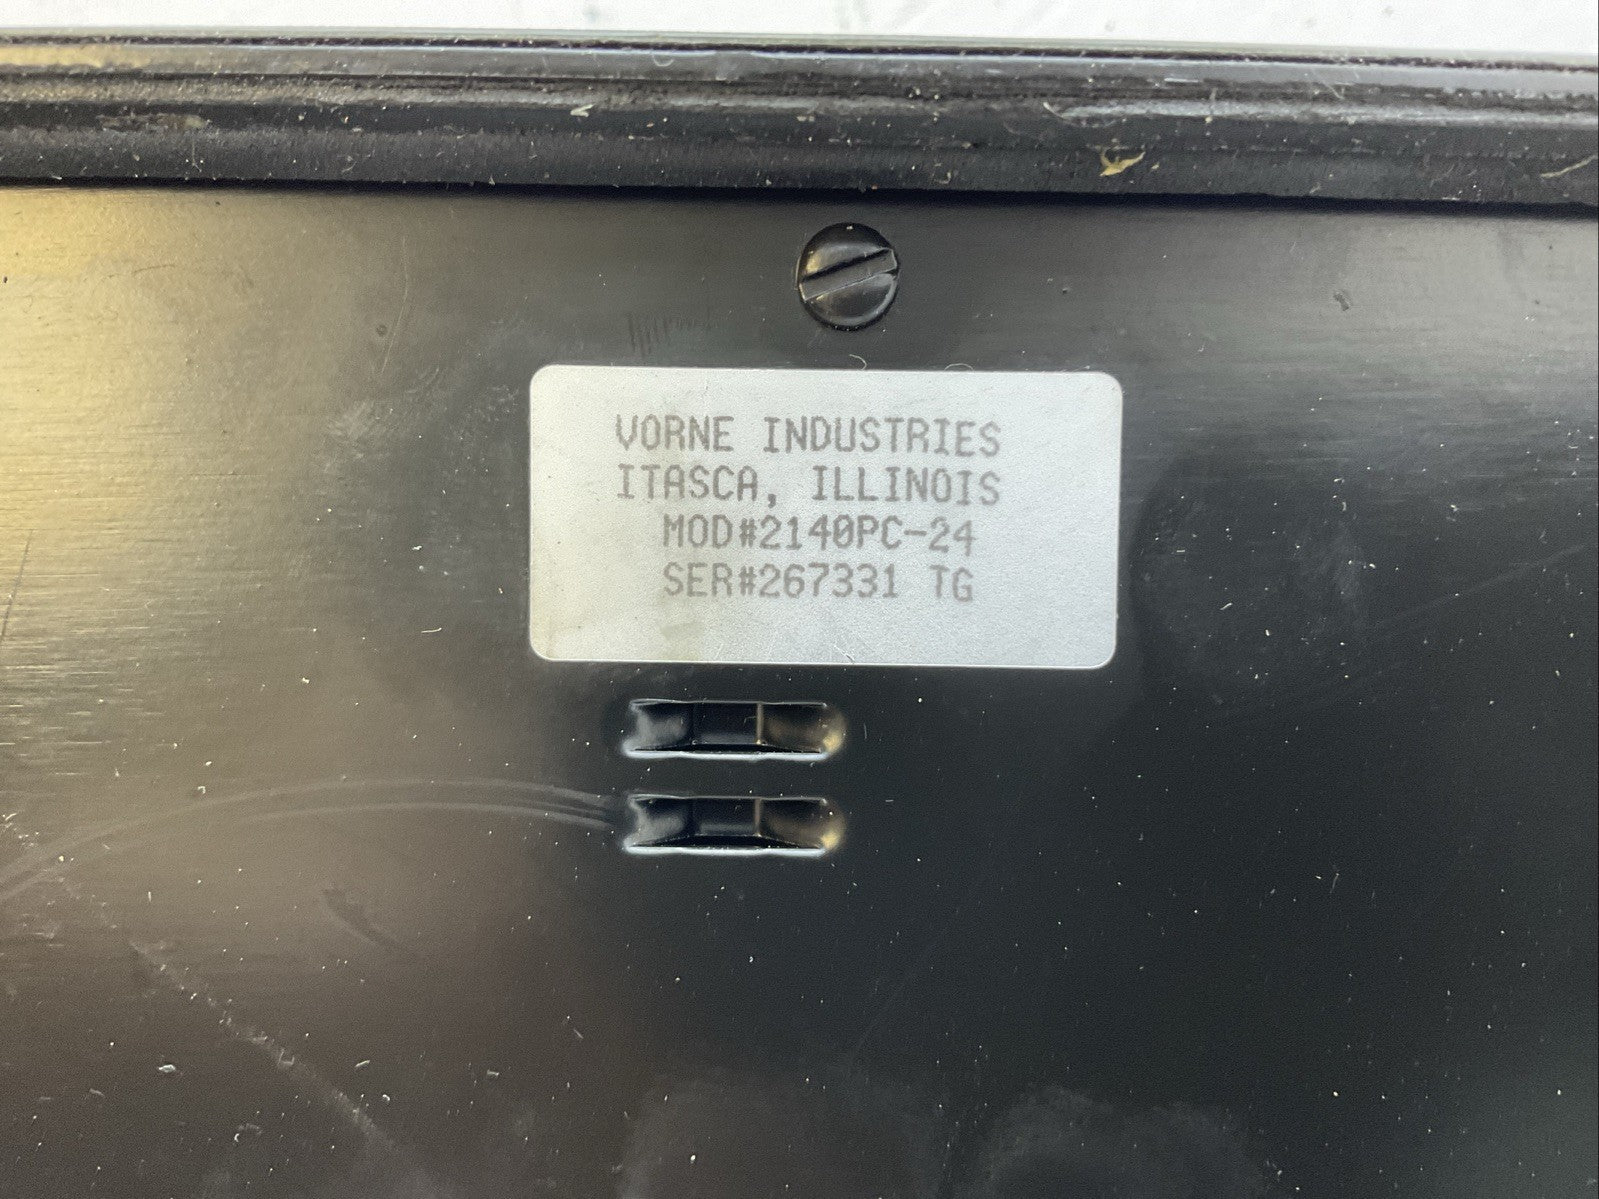 VORNE INDUSTRIES
ITASCA, ILLINOIS
MOD#2140PC-24
SER#267331 TG